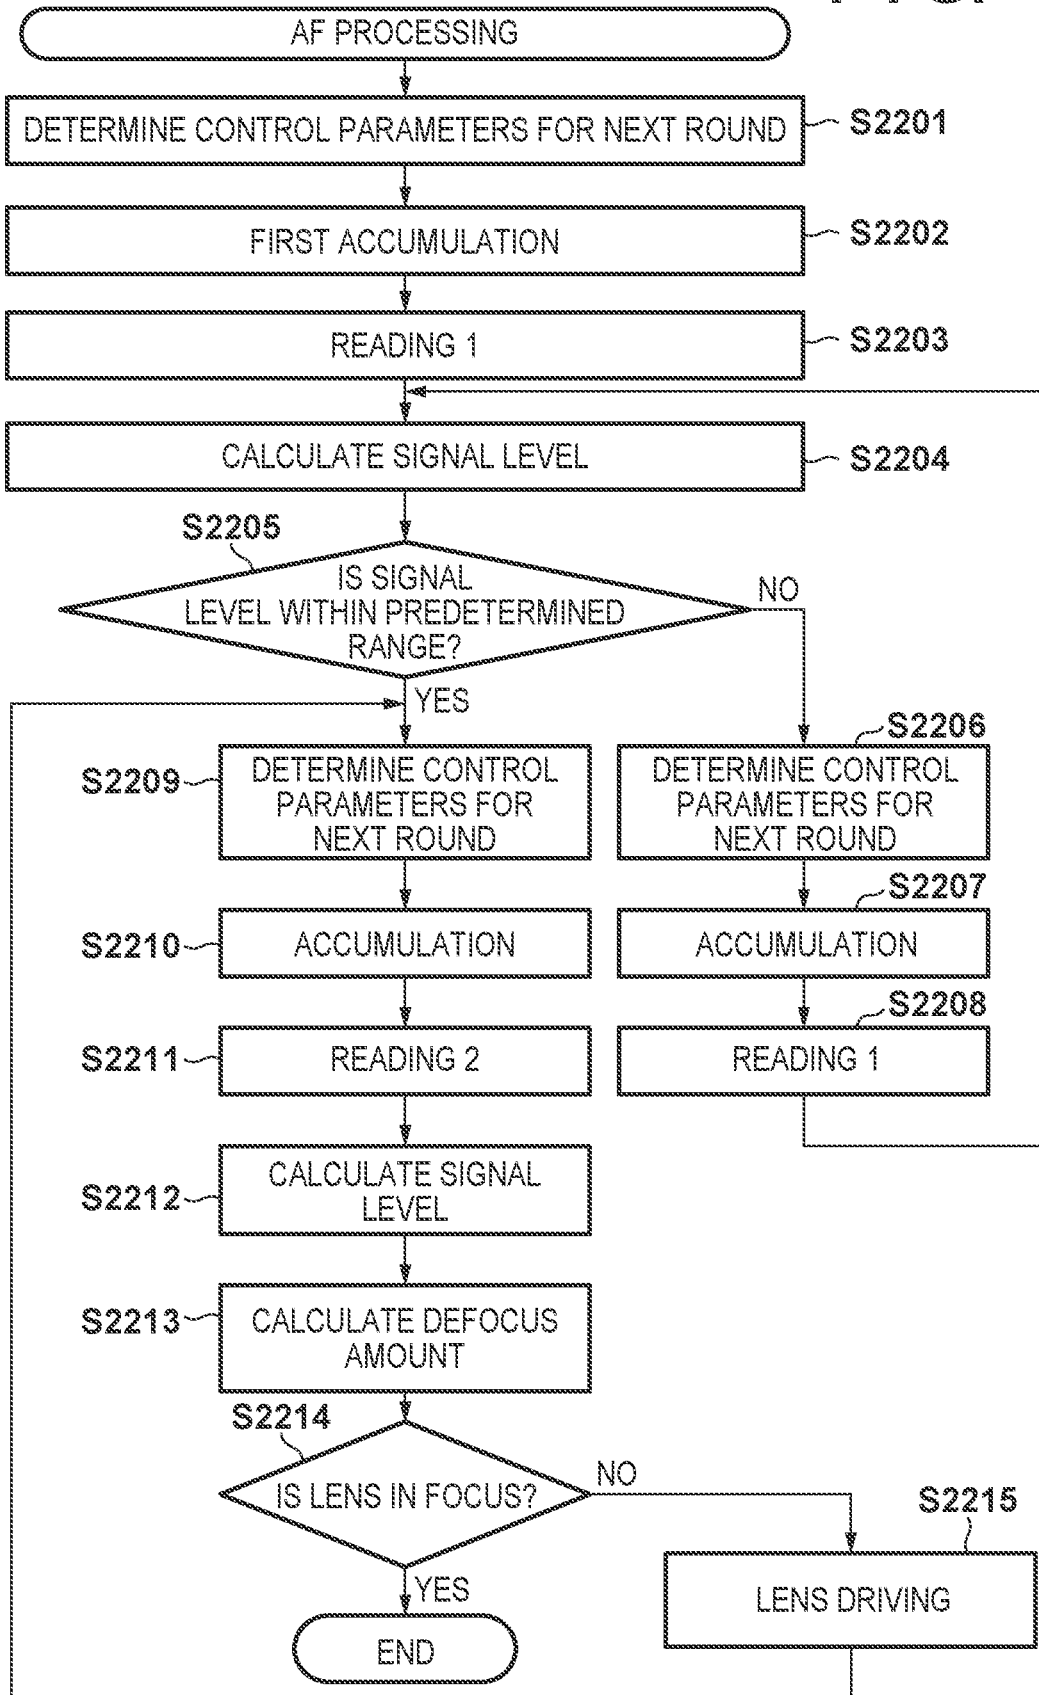 AF PROCESSING
DETERMINE CONTROL PARAMETERS FOR NEXT ROUND
S2201
FIRST ACCUMULATION
S2202
READING 1
S2203
CALCULATE SIGNAL LEVEL
S2204
S2205
IS SIGNAL
LEVEL WITHIN PREDETERMINED
RANGE?
NO
YES
S2206
S2209
DETERMINE CONTROL
PARAMETERS FOR
NEXT ROUND
DETERMINE CONTROL
PARAMETERS FOR
NEXT ROUND
S2207
S2210
ACCUMULATION
ACCUMULATION
S2208
S2211
READING 2
READING 1
S2212
CALCULATE SIGNAL
LEVEL
S2213
CALCULATE DEFOCUS
AMOUNT
S2214
IS LENS IN FOCUS?
NO
S2215
YES
LENS DRIVING
END